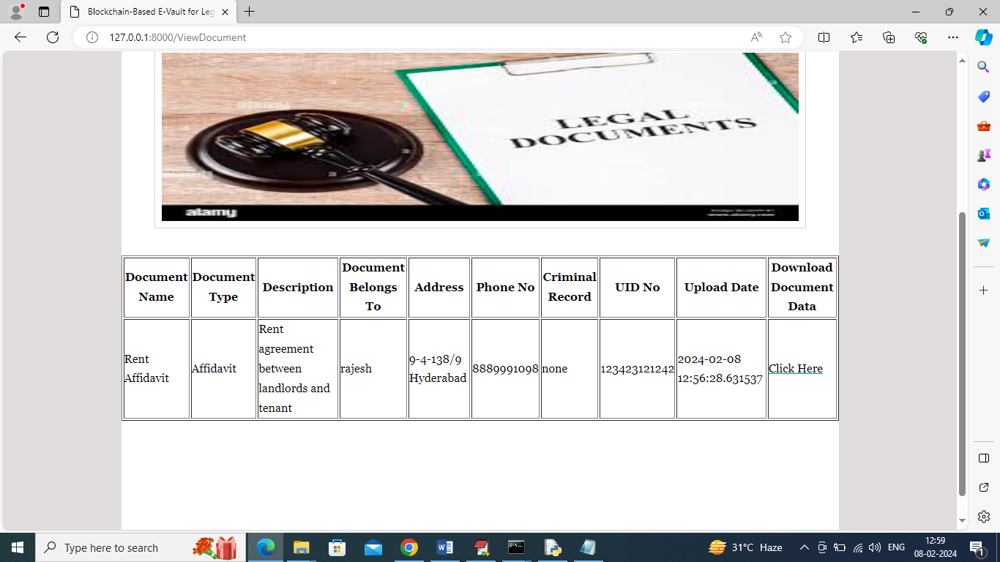 Blockchain-Based E-Vault for Leg
127.0.0.1:8000/ViewDocument
LEGAL
DOCUMENTS
alamy
alamy
Document Name
Document Type
Description
Document Belongs To
Address
Phone No
Criminal Record
UID No
Upload Date
Download Document Data
Rent Affidavit
Affidavit
Rent agreement between landlords and tenant
rajesh
9-4-138/9 Hyderabad
8889991098
none
123423121242
2024-02-08 12:56:28.631537
Click Here
Type here to search
31°C Haze
ENG
12:59
08-02-2024
1